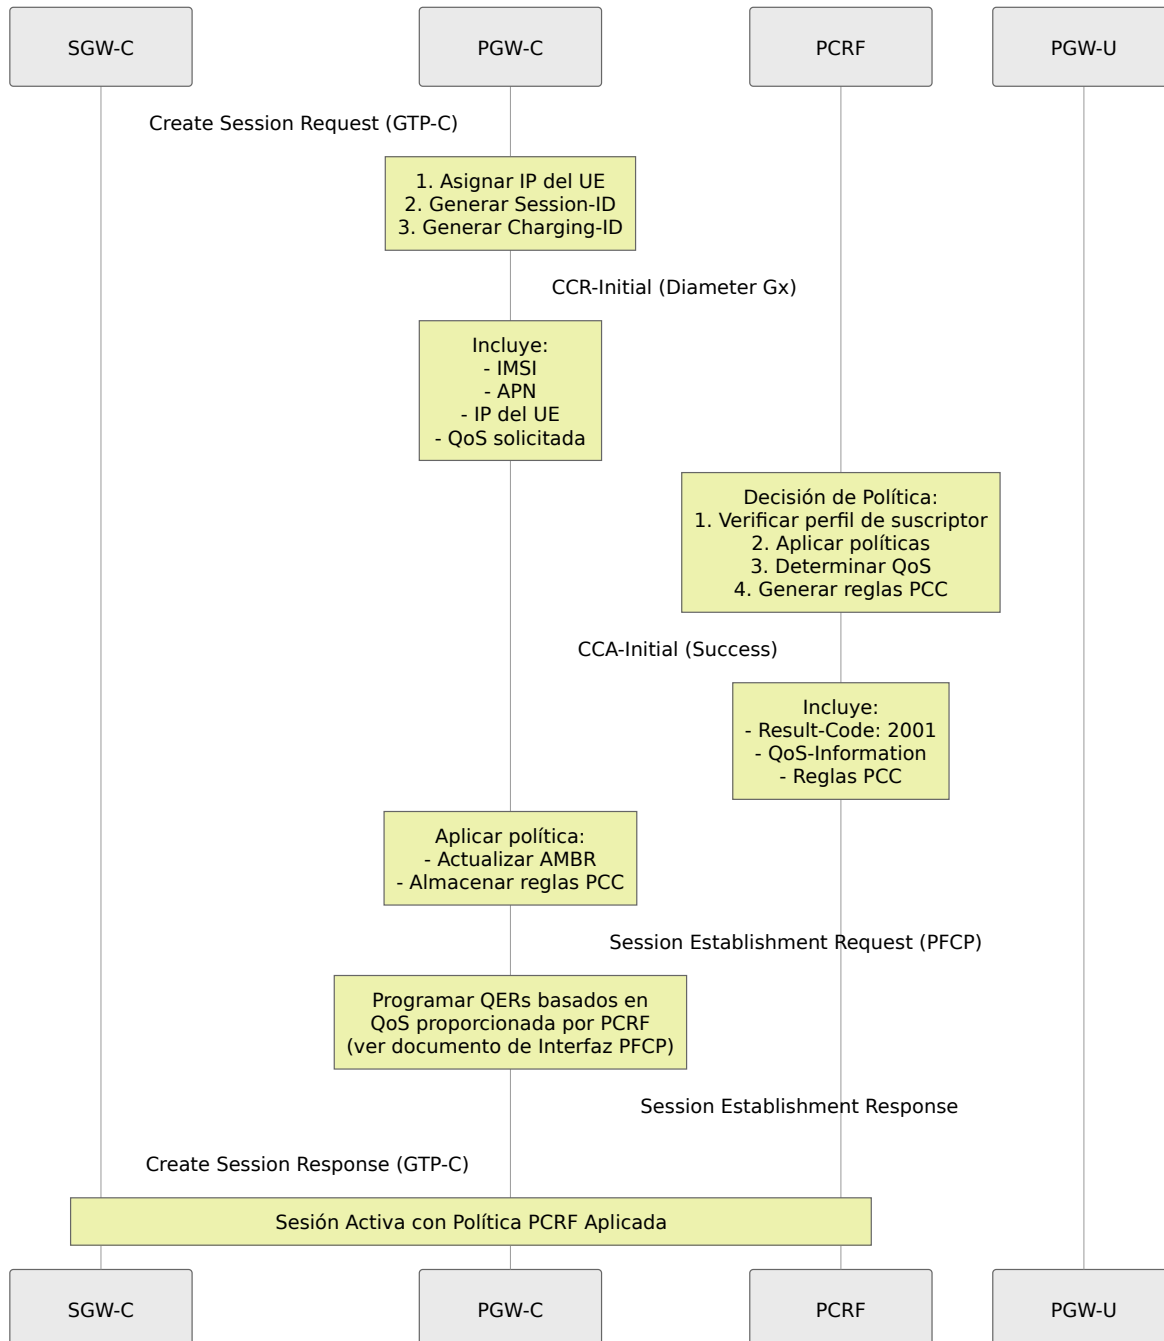 SGW-C
PGW-C
PCRF
PGW-U
Create Session Request (GTP-C)
1. Asignar IP del UE
2. Generar Session-ID
3. Generar Charging-ID
CCR-Initial (Diameter Gx)
Incluye:
- IMSI
- APN
- IP del UE
- QoS solicitada
Decisión de Política:
1. Verificar perfil de suscriptor
2. Aplicar políticas
3. Determinar QoS
4. Generar reglas PCC
CCA-Initial (Success)
Incluye:
- Result-Code: 2001
- QoS-Information
- Reglas PCC
Aplicar política:
- Actualizar AMBR
- Almacenar reglas PCC
Session Establishment Request (PFCP)
Programar QERs basados en
QoS proporcionada por PCRF
(ver documento de Interfaz PFCP)
Session Establishment Response
Create Session Response (GTP-C)
Sesión Activa con Política PCRF Aplicada
SGW-C
PGW-C
PCRF
PGW-U